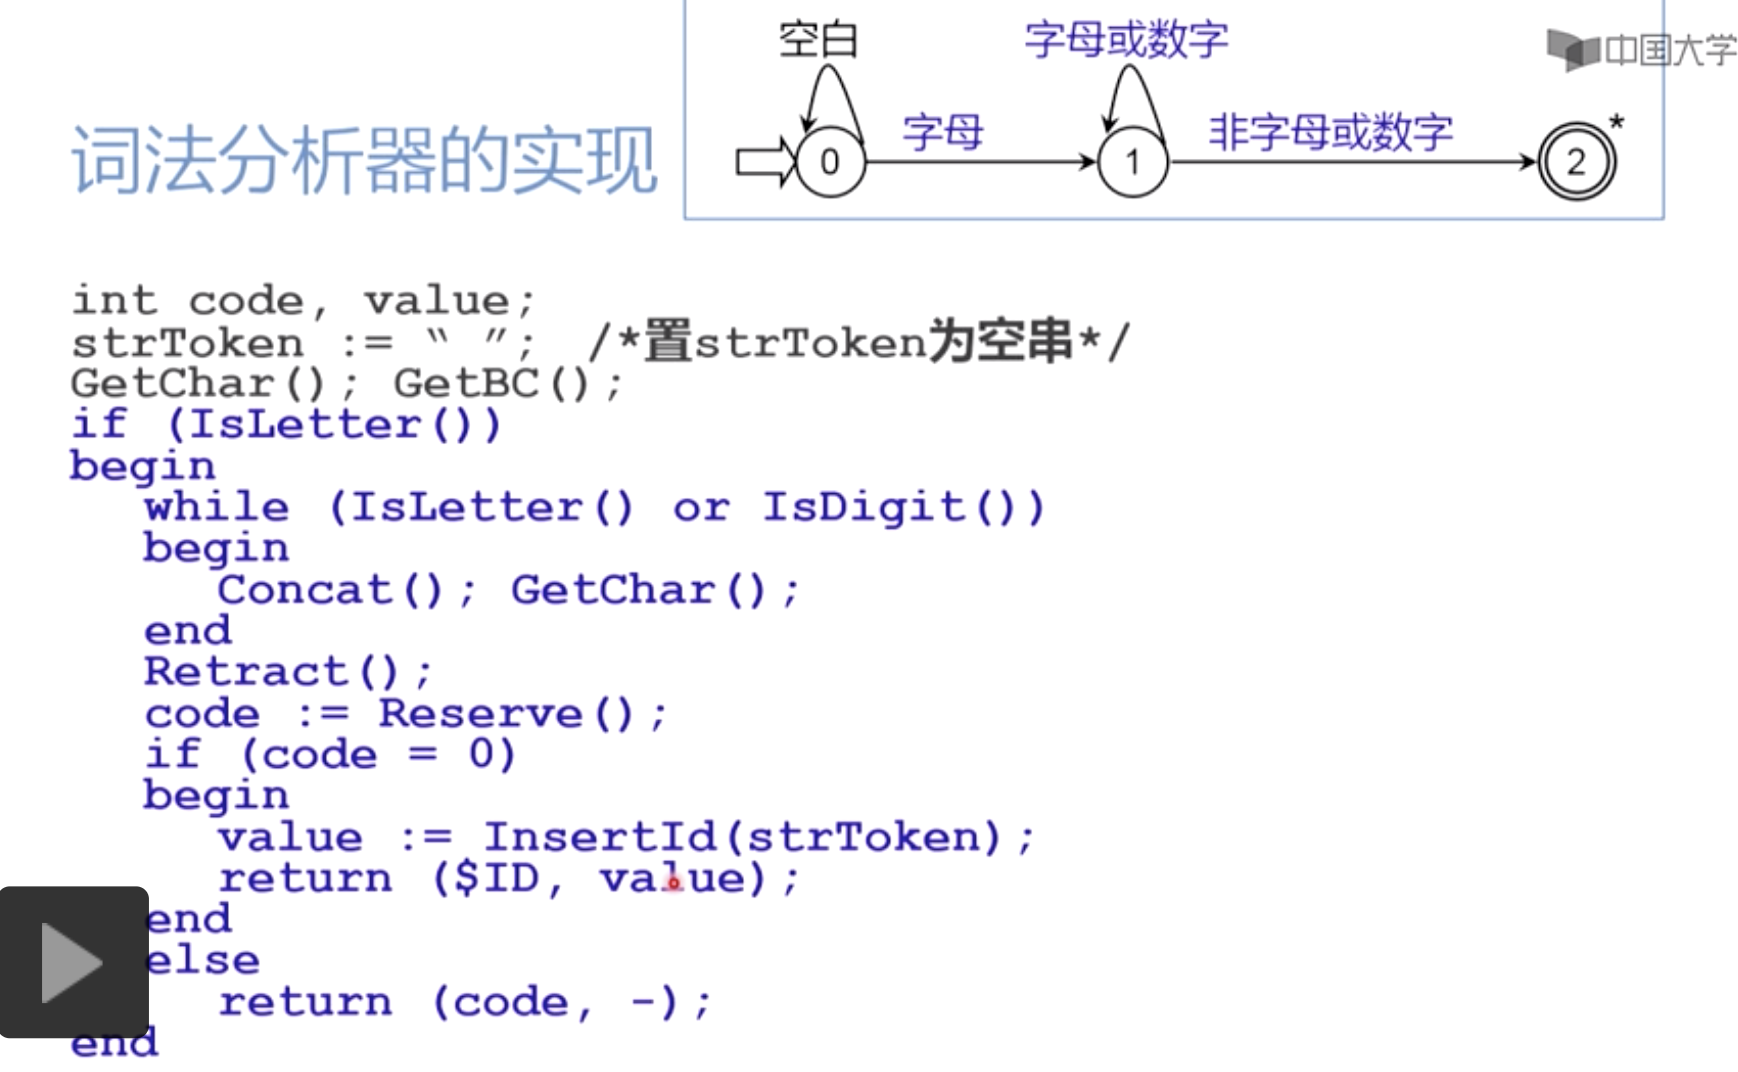 空白 字母或数字
中国大学
字母 非字母或数字 *
词法分析器的实现
0 1 2
int code, value;
strToken := “ ”; /*置strToken为空串*/
GetChar(); GetBC();
if (IsLetter())
begin
while (IsLetter() or IsDigit())
begin
Concat(); GetChar();
end
Retract();
code := Reserve();
if (code = 0)
begin
value := InsertId(strToken);
return ($ID, value);
end
else
return (code, -);
end